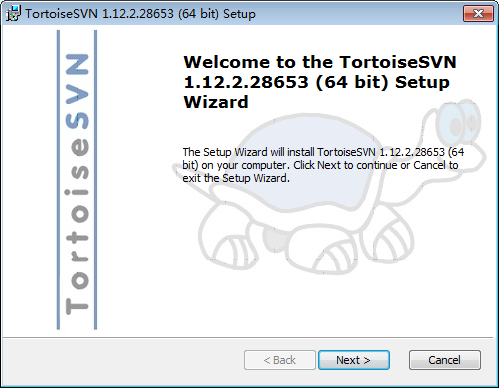 TortoiseSVN 1.12.2.28653 (64 bit) Setup
TortoiseSVN
Welcome to the TortoiseSVN
1.12.2.28653 (64 bit) Setup
Wizard
The Setup Wizard will install TortoiseSVN 1.12.2.28653 (64
bit) on your computer. Click Next to continue or Cancel to
exit the Setup Wizard.
< Back
Next >
Cancel